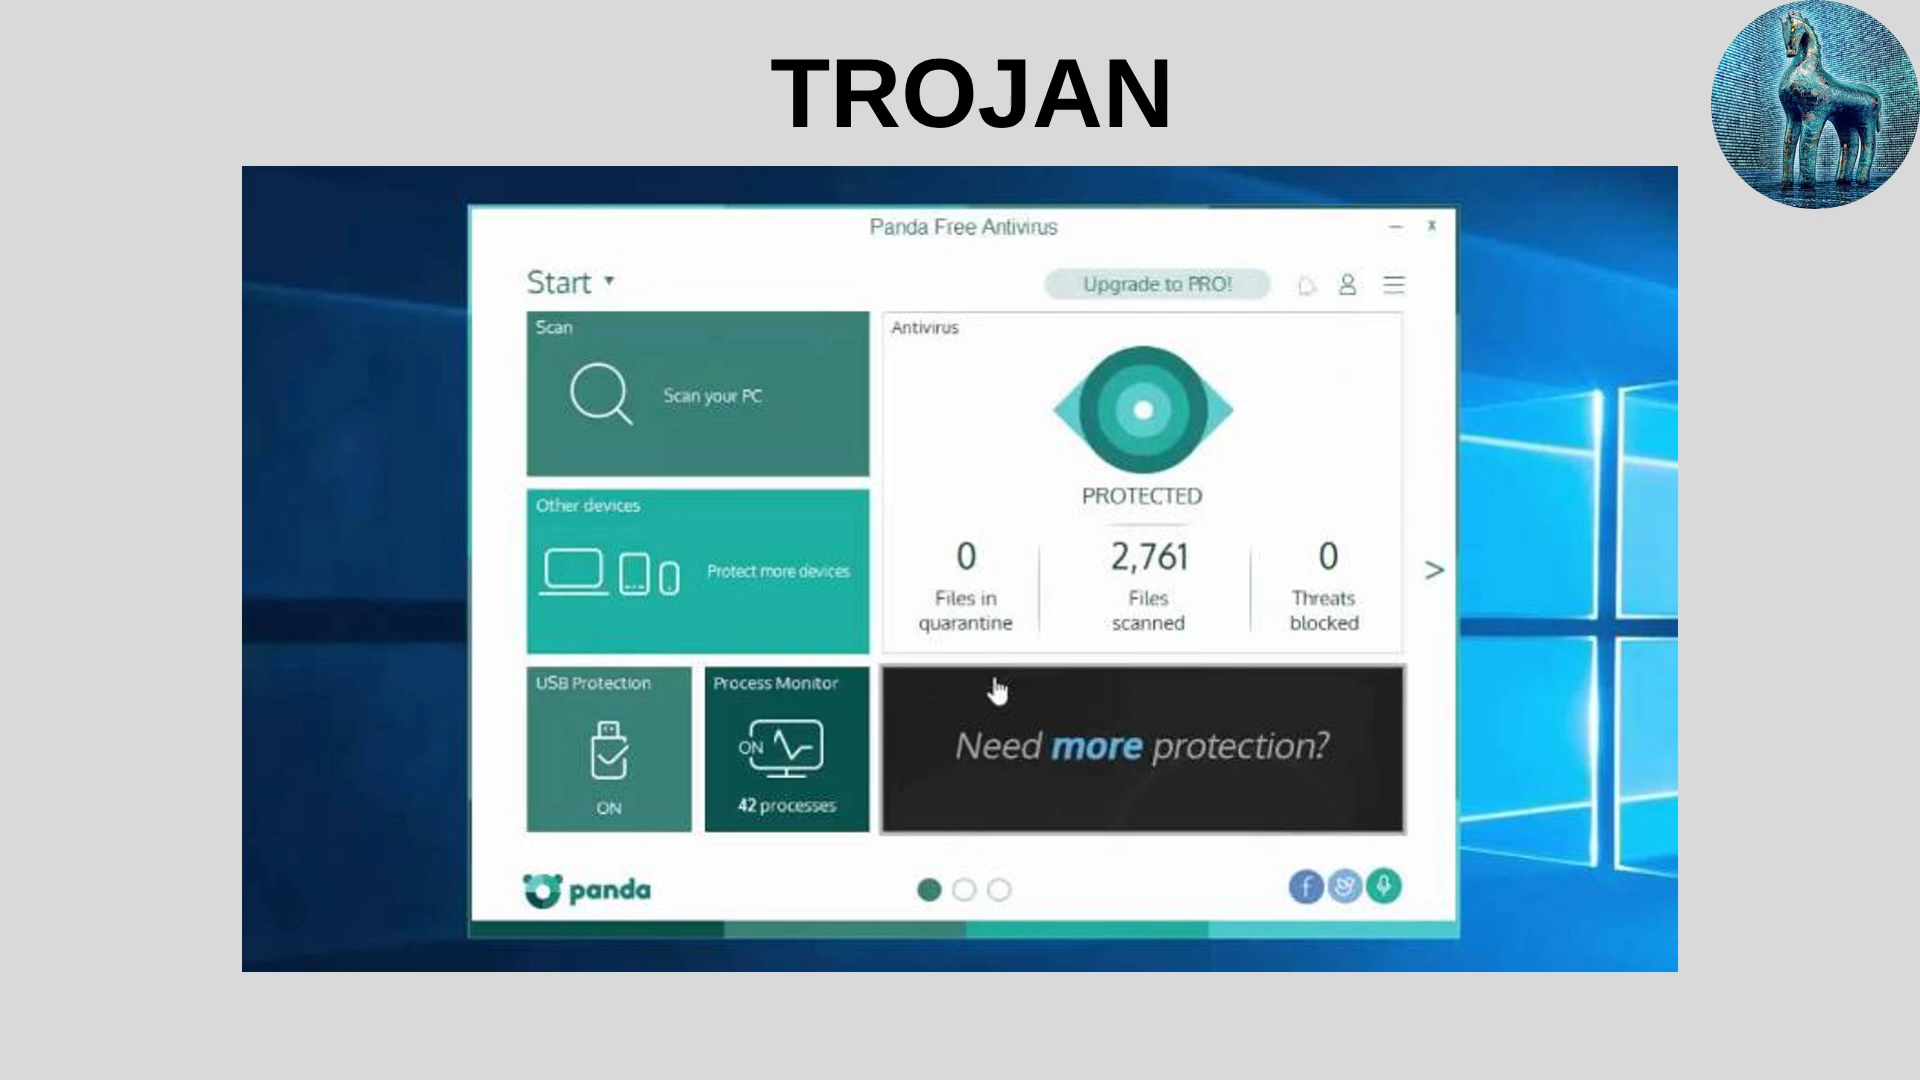 TROJAN
Panda Free Antivirus
Start
Upgrade to PRO!
Scan
Scan your PC
Antivirus
PROTECTED
0
2,761
0
Files in
quarantine
Files
scanned
Threats
blocked
Other devices
Protect more devices
USB Protection
ON
Process Monitor
ON
42 processes
Need more protection?
panda